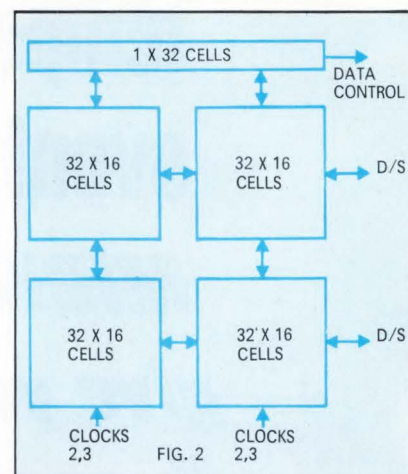 1 X 32 CELLS
DATA
CONTROL
32 X 16
CELLS
32 X 16
CELLS
D/S
32 X 16
CELLS
32' X 16
CELLS
D/S
CLOCKS
2,3
FIG. 2
CLOCKS
2,3